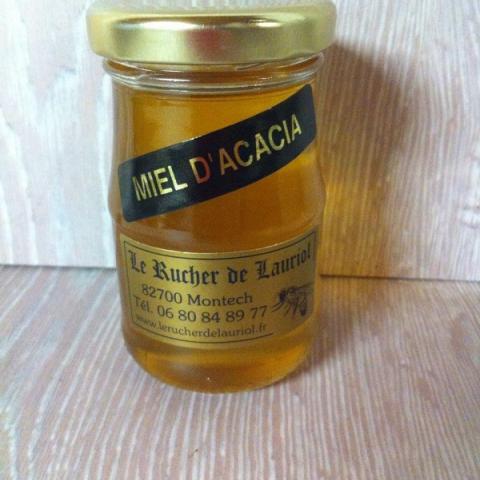 MIEL D'ACACIA
Le Rucher de Lauriol
82700 Montech
Tél. 06 80 84 89 77
www.lerucherdelauriol.fr